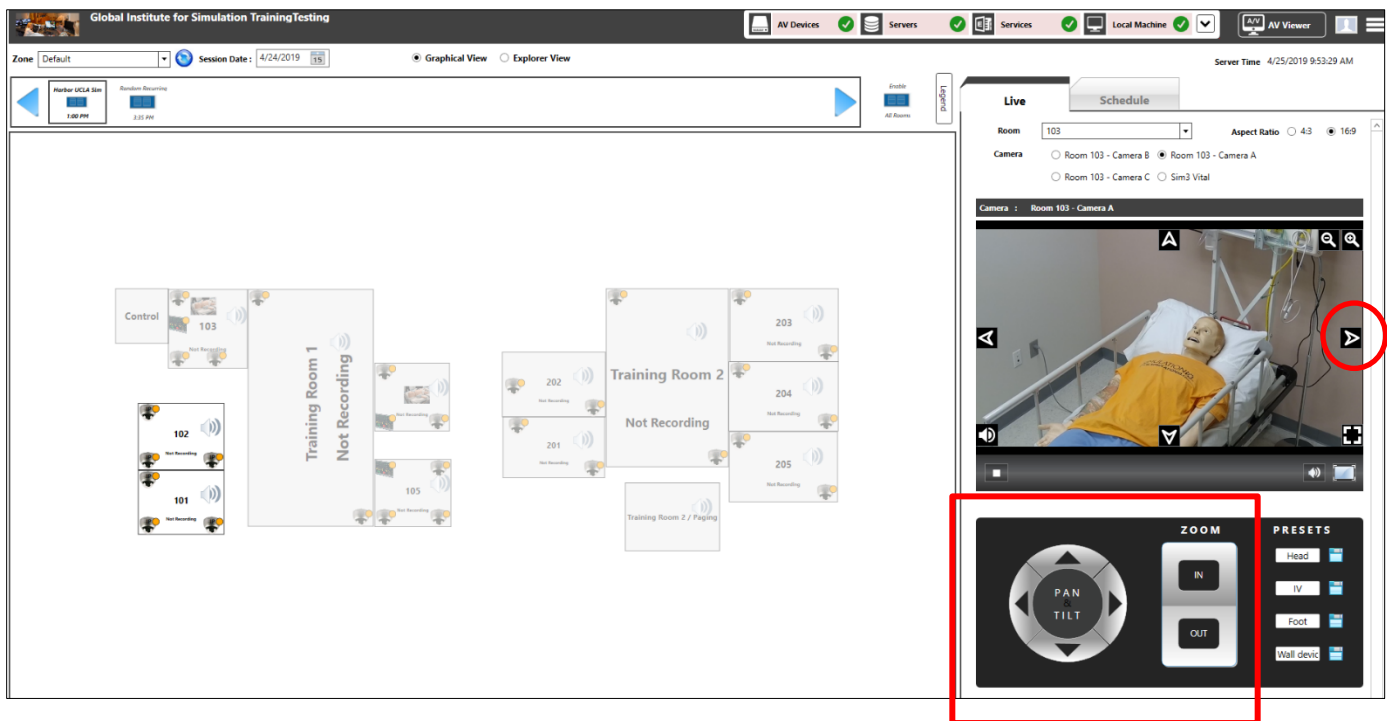 Global Institute for Simulation TrainingTesting
AV Devices Servers Services Local Machine A/V AV Viewer
Zone Default Session Date : 4/24/2019 15 Graphical View Explorer View
Server Time 4/25/2019 9:53:29 AM
Harbor UCLA Sim
1:00 PM
Random Recurring
3:35 PM
Enable
All Rooms
Legend
Live Schedule
Room 103 Aspect Ratio 4:3 16:9
Camera Room 103 - Camera B Room 103 - Camera A
Room 103 - Camera C Sim3 Vital
Camera : Room 103 - Camera A
Control
103
Not Recording
Training Room 1
Not Recording
Not Recording
105
Not Recording
102
Not Recording
101
Not Recording
202
Not Recording
201
Not Recording
Training Room 2
Not Recording
203
Not Recording
204
Not Recording
205
Not Recording
Training Room 2 / Paging
PAN
&
TILT
ZOOM
IN
OUT
PRESETS
Head
IV
Foot
Wall devic